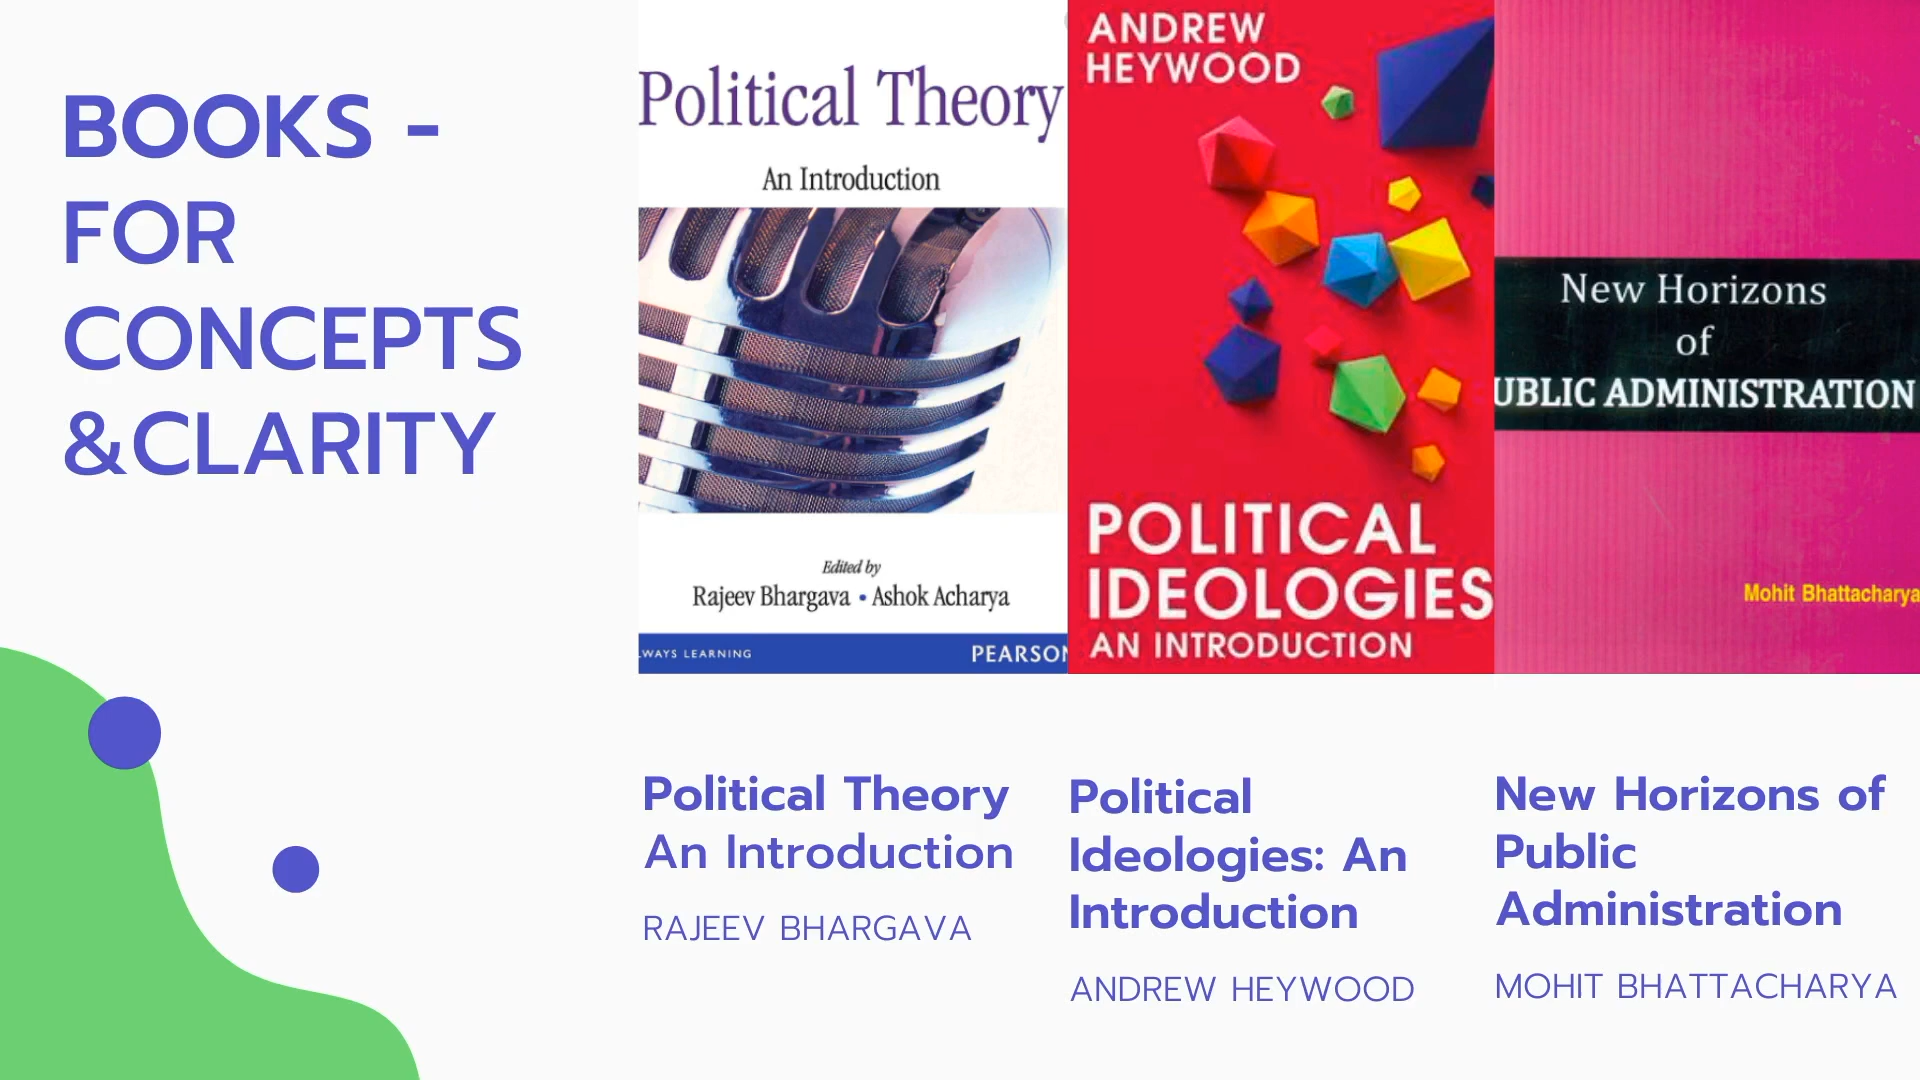 BOOKS -
FOR
CONCEPTS
&CLARITY
Political Theory
An Introduction
Edited by
Rajeev Bhargava • Ashok Acharya
LWAYS LEARNING
PEARSON
ANDREW
HEYWOOD
POLITICAL
IDEOLOGIES
AN INTRODUCTION
New Horizons
of
UBLIC ADMINISTRATION
Mohit Bhattacharya
Political Theory
An Introduction
RAJEEV BHARGAVA
Political
Ideologies: An
Introduction
ANDREW HEYWOOD
New Horizons of
Public
Administration
MOHIT BHATTACHARYA